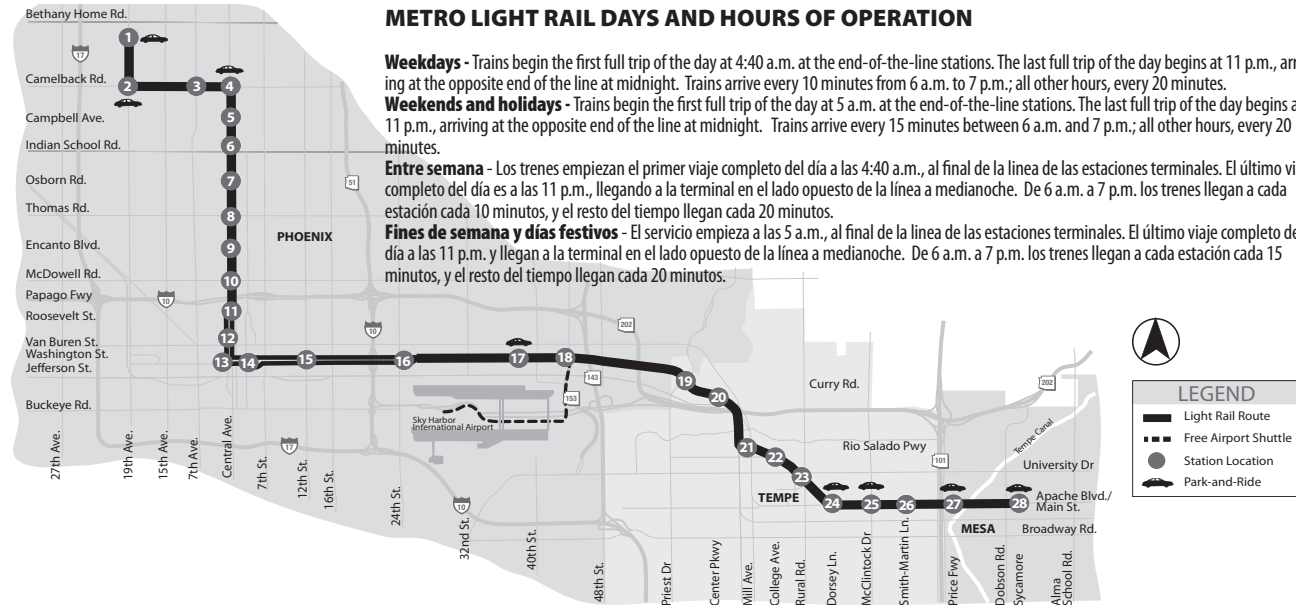 METRO LIGHT RAIL DAYS AND HOURS OF OPERATION
Weekdays - Trains begin the first full trip of the day at 4:40 a.m. at the end-of-the-line stations. The last full trip of the day begins at 11 p.m., arr
ing at the opposite end of the line at midnight. Trains arrive every 10 minutes from 6 a.m. to 7 p.m.; all other hours, every 20 minutes.
Weekends and holidays - Trains begin the first full trip of the day at 5 a.m. at the end-of-the-line stations. The last full trip of the day begins a
11 p.m., arriving at the opposite end of the line at midnight. Trains arrive every 15 minutes between 6 a.m. and 7 p.m.; all other hours, every 20
minutes.
Entre semana - Los trenes empiezan el primer viaje completo del día a las 4:40 a.m., al final de la linea de las estaciones terminales. El último vi
completo del día es a las 11 p.m., llegando a la terminal en el lado opuesto de la línea a medianoche. De 6 a.m. a 7 p.m. los trenes llegan a cada
estación cada 10 minutos, y el resto del tiempo llegan cada 20 minutos.
Fines de semana y días festivos - El servicio empieza a las 5 a.m., al final de la linea de las estaciones terminales. El último viaje completo de
día a las 11 p.m. y llegan a la terminal en el lado opuesto de la línea a medianoche. De 6 a.m. a 7 p.m. los trenes llegan a cada estación cada 15
minutos, y el resto del tiempo llegan cada 20 minutos.
Bethany Home Rd.
Camelback Rd.
Campbell Ave.
Indian School Rd.
Osborn Rd.
Thomas Rd.
Encanto Blvd.
McDowell Rd.
Papago Fwy
Roosevelt St.
Van Buren St.
Washington St.
Jefferson St.
Buckeye Rd.
1
2
3
4
5
6
7
8
9
10
11
12
13
14
15
16
17
18
19
20
21
22
23
24
25
26
27
28
17
51
10
10
202
143
153
17
10
101
202
PHOENIX
TEMPE
MESA
Sky Harbor
International Airport
Curry Rd.
Rio Salado Pwy
Tempe Canal
University Dr
Apache Blvd./
Main St.
Broadway Rd.
27th Ave.
19th Ave.
15th Ave.
7th Ave.
Central Ave.
7th St.
12th St.
16th St.
24th St.
32nd St.
40th St.
48th St.
Priest Dr
Center Pkwy
Mill Ave.
College Ave.
Rural Rd.
Dorsey Ln.
McClintock Dr
Smith-Martin Ln.
Price Fwy
Dobson Rd.
Sycamore
Alma
School Rd.
LEGEND
Light Rail Route
Free Airport Shuttle
Station Location
Park-and-Ride